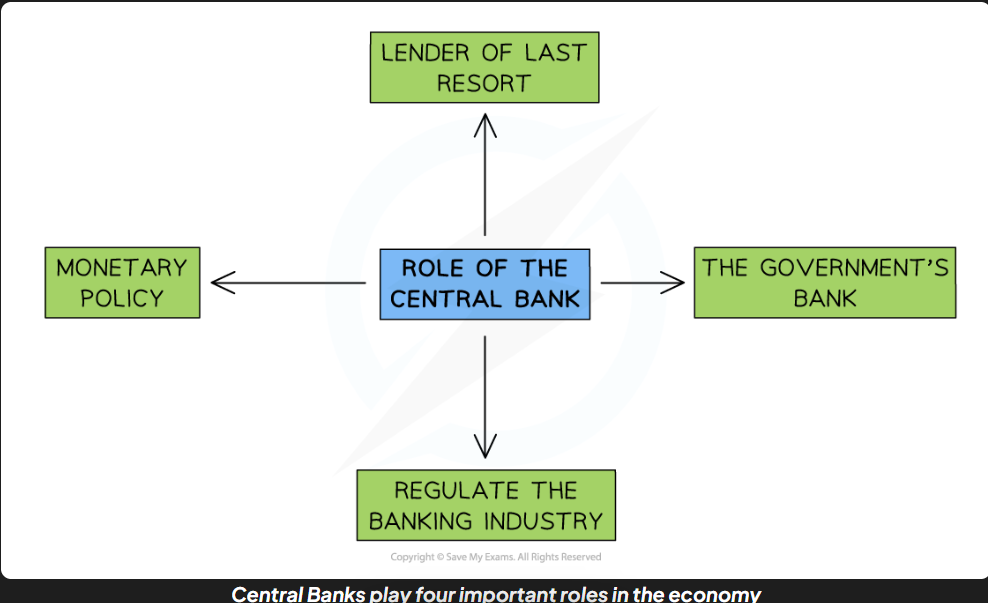 LENDER OF LAST
RESORT
MONETARY
POLICY
ROLE OF THE
CENTRAL BANK
THE GOVERNMENT'S
BANK
REGULATE THE
BANKING INDUSTRY
Copyright © Save My Exams. All Rights Reserved
Central Banks play four important roles in the economy